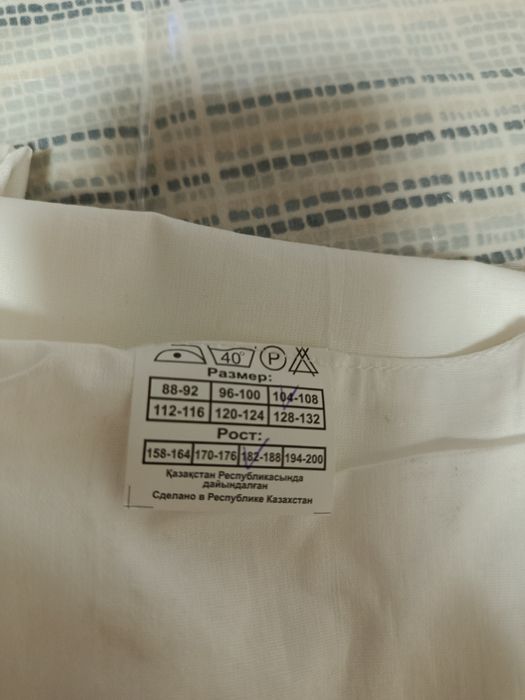 40° P
Размер:
88-92 96-100 104-108
112-116 120-124 128-132
Рост:
158-164 170-176 182-188 194-200
Қазақстан Республикасында
дайындалған
Сделано в Республике Казахстан